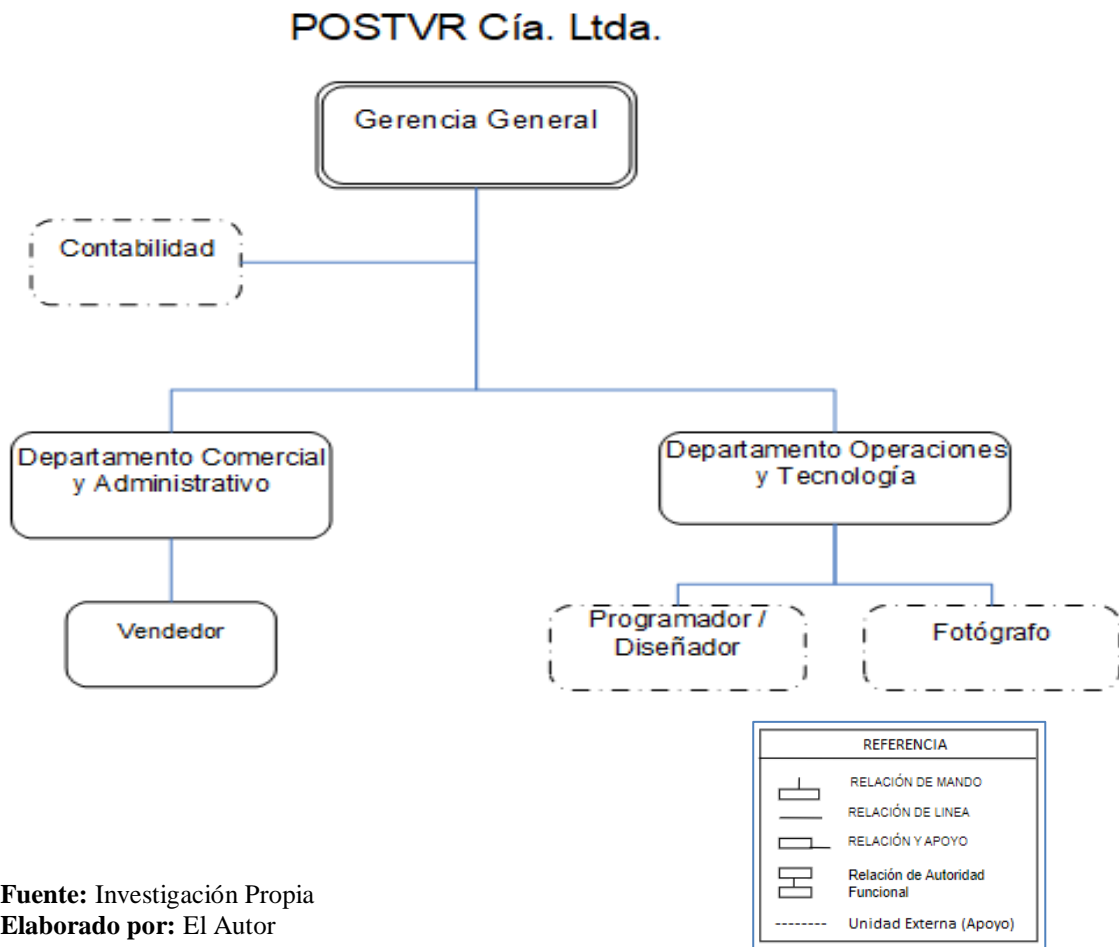 POSTVR Cía. Ltda.
Gerencia General
Contabilidad
Departamento Comercial
y Administrativo
Departamento Operaciones
y Tecnología
Vendedor
Programador /
Diseñador
Fotógrafo
REFERENCIA
RELACIÓN DE MANDO
RELACIÓN DE LINEA
RELACIÓN Y APOYO
Relación de Autoridad
Funcional
Unidad Externa (Apoyo)
Fuente: Investigación Propia
Elaborado por: El Autor